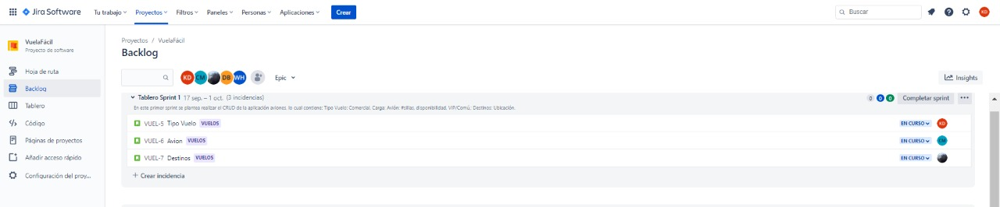 Jira Software Tu trabajo Proyectos Filtros Paneles Personas Aplicaciones Crear Buscar KD
VuelaFácil
Proyecto de software
Hoja de ruta
Backlog
Tablero
Código
Páginas de proyectos
Añadir acceso rápido
Configuración del proy...
Proyectos / VuelaFácil
Backlog
KD CM DB WH Epic Insights
Tablero Sprint 1 17 sep. – 1 oct. (3 incidencias) 0 0 0 Completar sprint
En este primer sprint se plantea realizar el CRUD de la aplicación aviones, lo cual contiene: Tipo Vuelo: Comercial, Carga; Avión: #sillas, disponibilidad, VIP/Comú.; Destinos: Ubicación.
VUEL-5 Tipo Vuelo VUELOS EN CURSO KD
VUEL-6 Avion VUELOS EN CURSO CM
VUEL-7 Destinos VUELOS EN CURSO
+ Crear incidencia